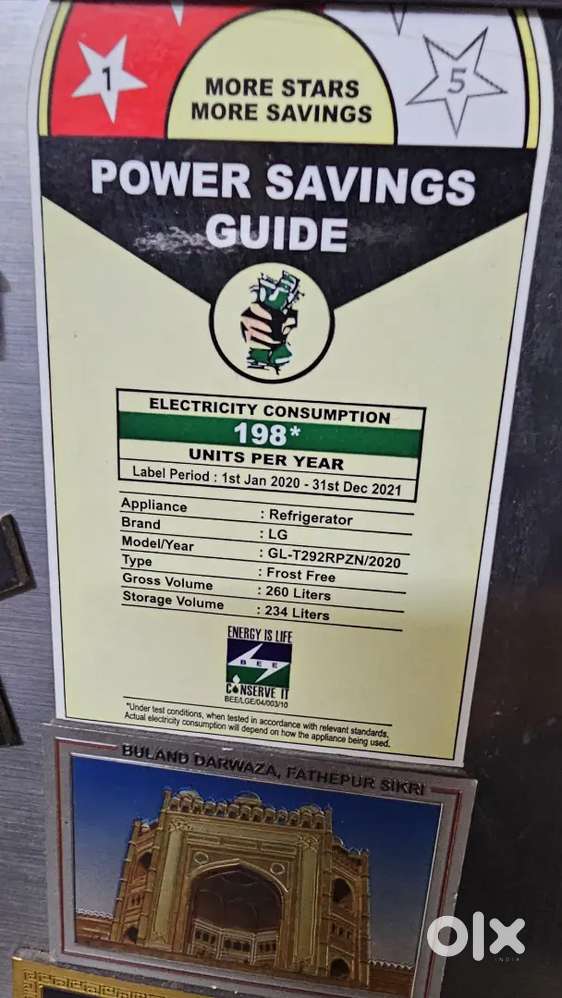 1
MORE STARS
MORE SAVINGS
5
POWER SAVINGS
GUIDE
ELECTRICITY CONSUMPTION
198*
UNITS PER YEAR
Label Period : 1st Jan 2020 - 31st Dec 2021
Appliance : Refrigerator
Brand : LG
Model/Year : GL-T292RPZN/2020
Type : Frost Free
Gross Volume : 260 Liters
Storage Volume : 234 Liters
ENERGY IS LIFE
BEE
CONSERVE IT
BEE/LGE/04/003/10
*Under test conditions, when tested in accordance with relevant standards,
Actual electricity consumption will depend on how the appliance being used.
BULAND DARWAZA, FATHEPUR SIKRI
olx
INDIA